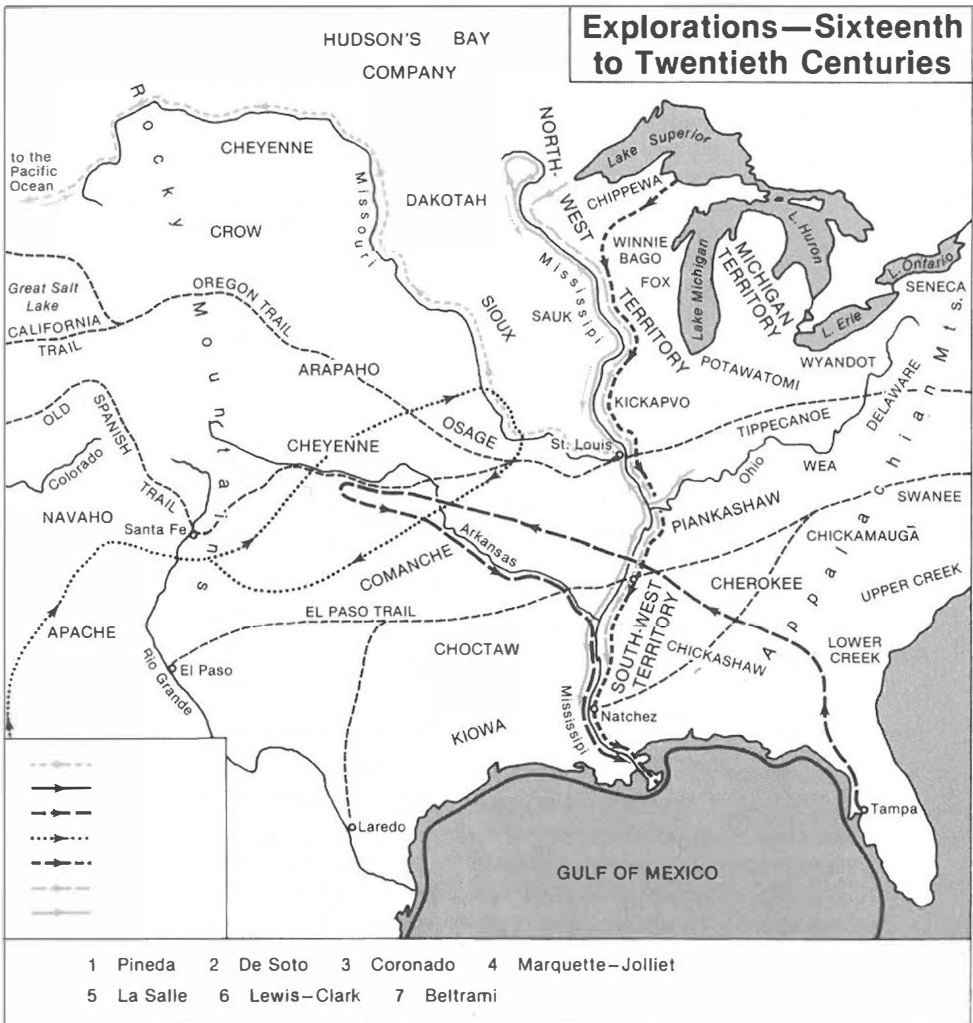 Explorations—Sixteenth
to Twentieth Centuries
HUDSON'S BAY
COMPANY
Rocky Mountains
to the
Pacific
Ocean
CHEYENNE
Missouri
DAKOTAH
CROW
NORTH-WEST TERRITORY
Lake Superior
CHIPPEWA
WINNIE
BAGO
FOX
Lake Michigan
MICHIGAN
TERRITORY
L. Huron
L. Ontario
SENECA
L. Erie
Mississipi
Great Salt
Lake
CALIFORNIA
TRAIL
OREGON TRAIL
SIOUX
SAUK
POTAWATOMI
WYANDOT
DELAWARE
Appalachian Mts.
ARAPAHO
KICKAPVO
TIPPECANOE
OLD SPANISH TRAIL
CHEYENNE
OSAGE
St. Louis
Ohio
WEA
Colorado
NAVAHO
Santa Fe
PIANKASHAW
SWANEE
CHICKAMAUGĀ
COMANCHE
Arkansas
CHEROKEE
UPPER CREEK
EL PASO TRAIL
APACHE
CHOCTAW
SOUTH-WEST
TERRITORY
CHICKASHAW
LOWER
CREEK
Rio Grande
El Paso
Mississipi
Natchez
KIOWA
Laredo
Tampa
GULF OF MEXICO
1 Pineda 2 De Soto 3 Coronado 4 Marquette–Jolliet
5 La Salle 6 Lewis–Clark 7 Beltrami